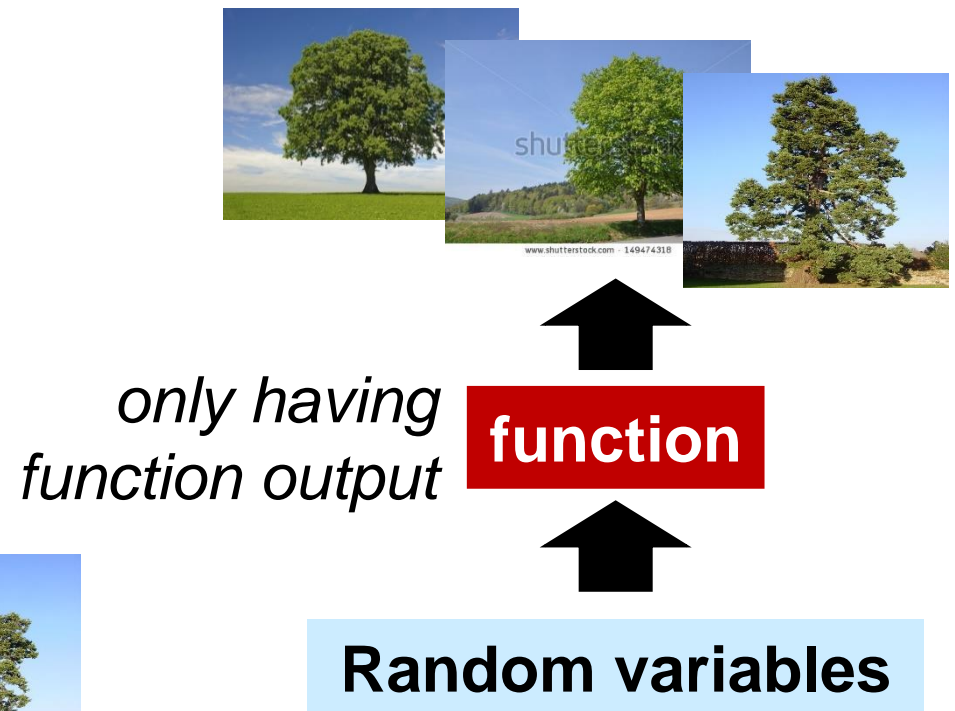 shutterstock
www.shutterstock.com · 149474318
only having
function output
function
Random variables